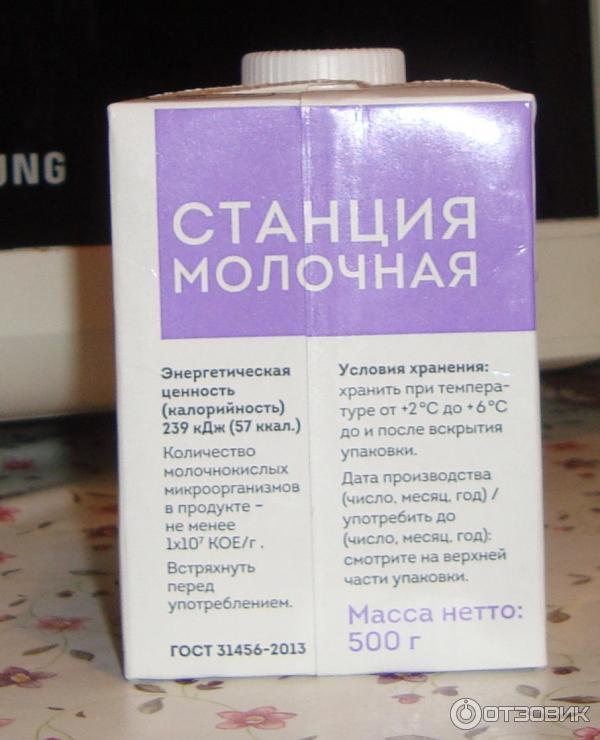 UNG
СТАНЦИЯ
МОЛОЧНАЯ
Энергетическая
ценность
(калорийность)
239 кДж (57 ккал.)
Количество
молочнокислых
микроорганизмов
в продукте –
не менее
1x10⁷ КОЕ/г .
Встряхнуть
перед
употреблением.
ГОСТ 31456-2013
Условия хранения:
хранить при темпера-
туре от +2 °С до +6 °С
до и после вскрытия
упаковки.
Дата производства
(число, месяц, год) /
употребить до
(число, месяц, год):
смотрите на верхней
части упаковки.
Масса нетто:
500 г
ОТЗОВИК